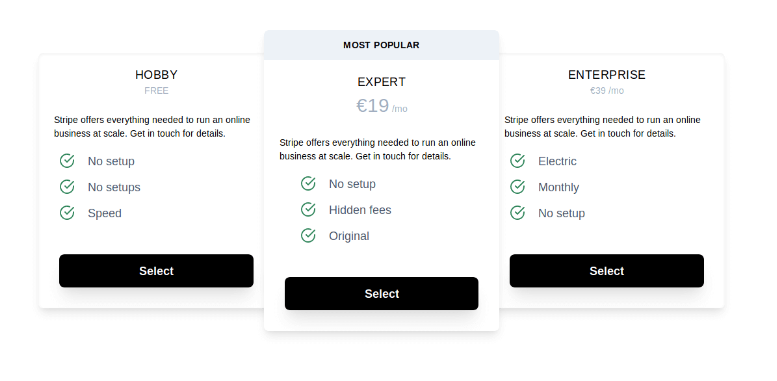 HOBBY
FREE
Stripe offers everything needed to run an online
business at scale. Get in touch for details.
No setup
No setups
Speed
Select
MOST POPULAR
EXPERT
€19 /mo
Stripe offers everything needed to run an online
business at scale. Get in touch for details.
No setup
Hidden fees
Original
Select
ENTERPRISE
€39 /mo
Stripe offers everything needed to run an online
business at scale. Get in touch for details.
Electric
Monthly
No setup
Select